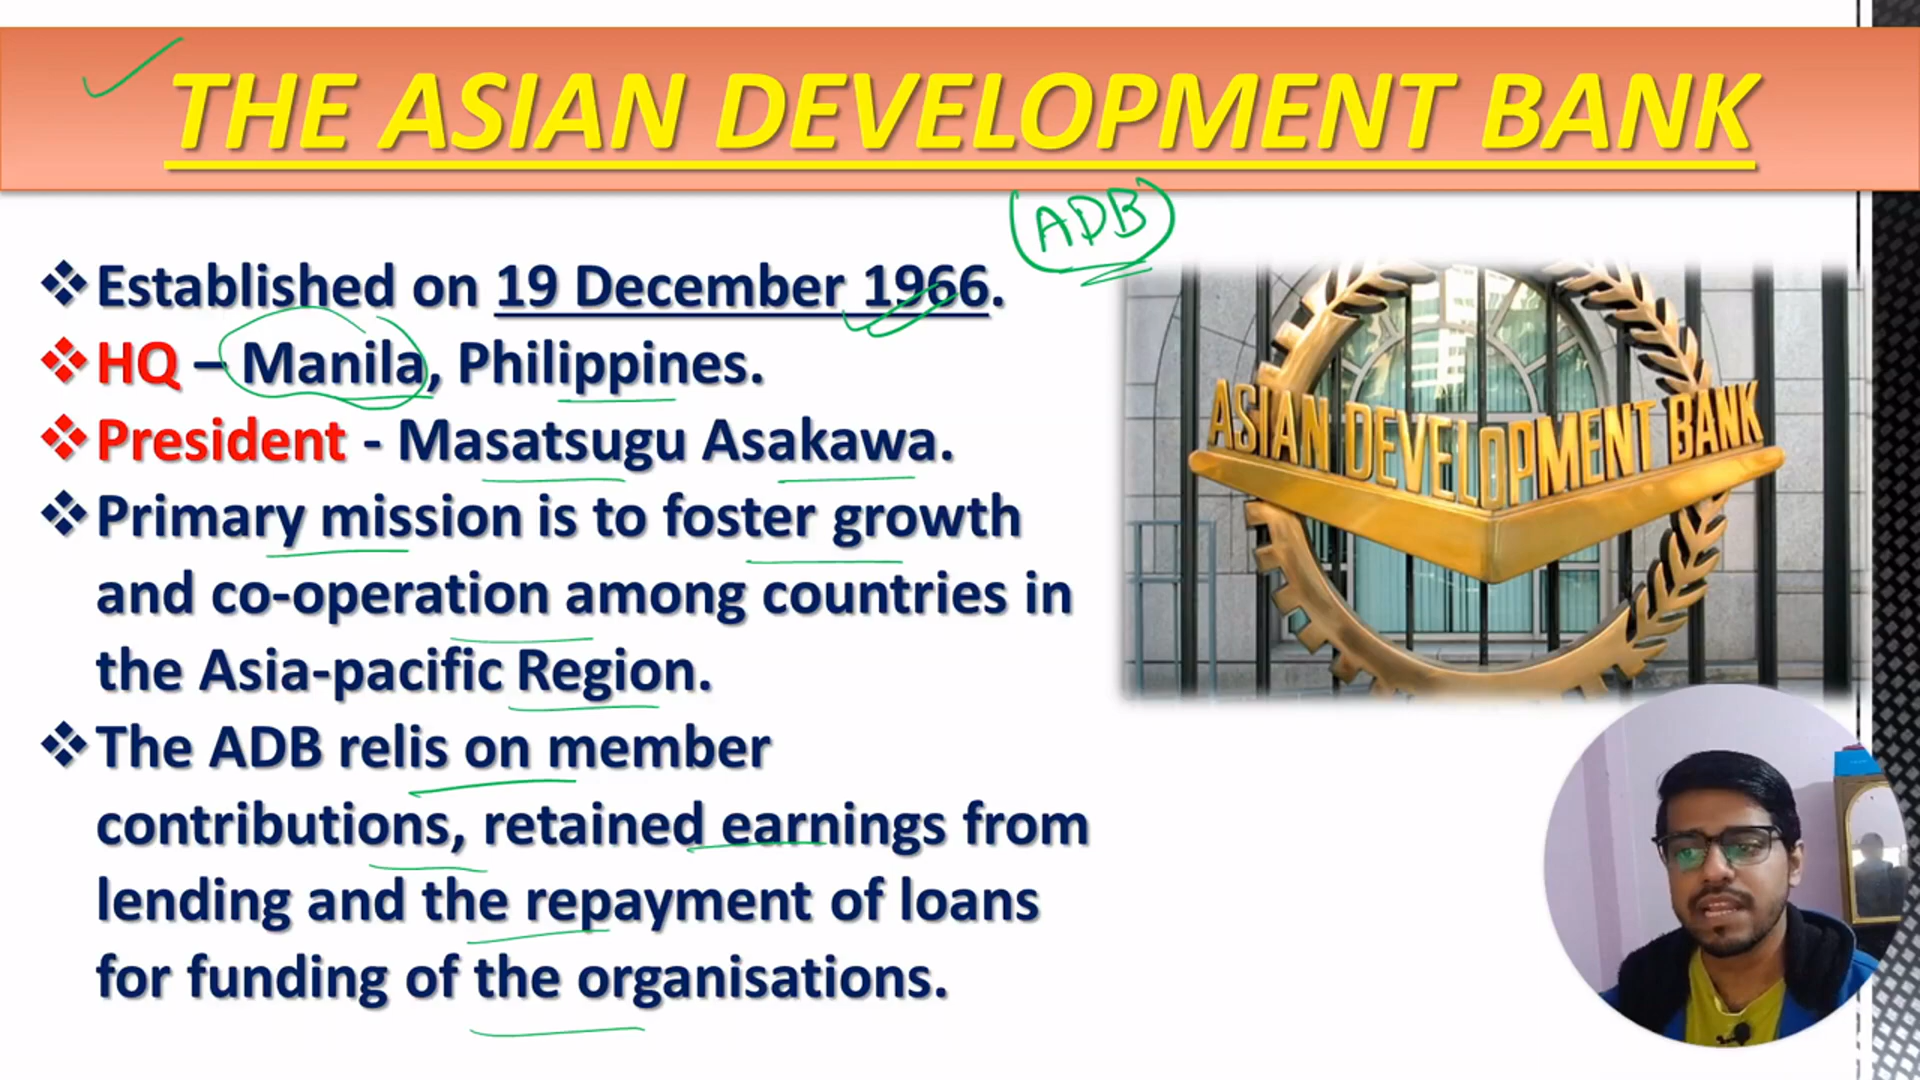 THE ASIAN DEVELOPMENT BANK
(ADB)
❖Established on 19 December 1966.
❖HQ – Manila, Philippines.
❖President - Masatsugu Asakawa.
❖Primary mission is to foster growth
and co-operation among countries in
the Asia-pacific Region.
❖The ADB relis on member
contributions, retained earnings from
lending and the repayment of loans
for funding of the organisations.
ASIAN DEVELOPMENT BANK